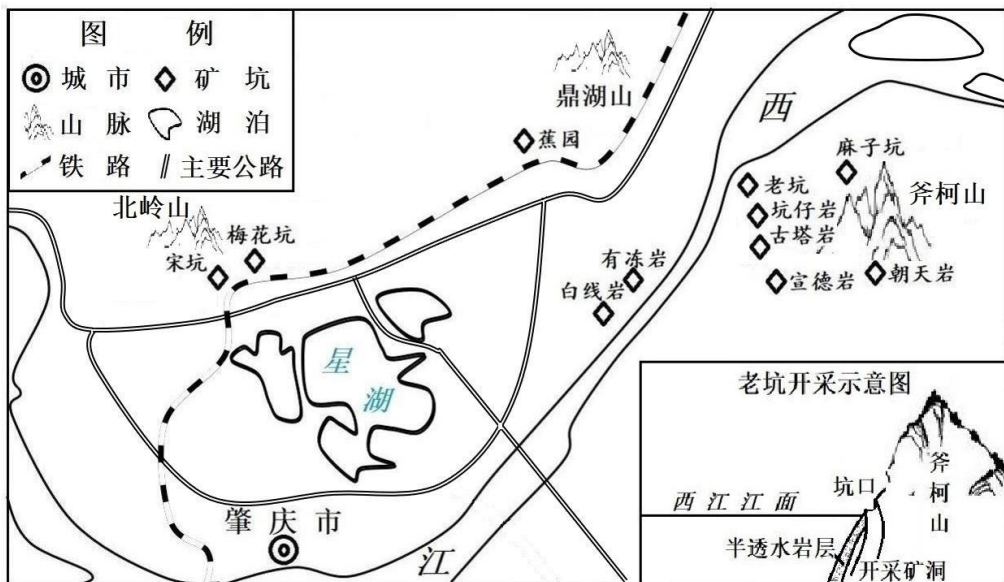 图 例
城 市
矿 坑
山 脉
湖 泊
铁 路
主要公路
鼎湖山
蕉园
西
麻子坑
老坑
坑仔岩
古塔岩
斧柯山
北岭山
梅花坑
宋坑
有冻岩
白线岩
宣德岩
朝天岩
星
湖
老坑开采示意图
坑口
斧柯山
西江江面
半透水岩层
开采矿洞
肇庆市
江